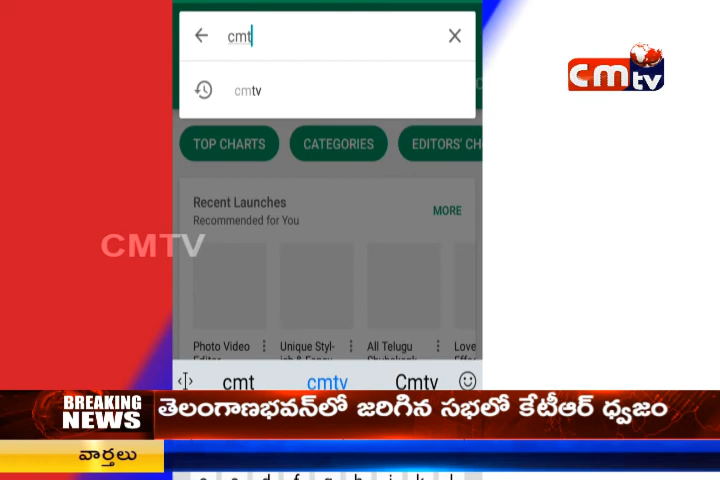 cmt
cmtv
cmtv
TOP CHARTS
CATEGORIES
EDITORS' CH
Recent Launches
Recommended for You
MORE
CMTV
Photo Video
Unique Styl-
All Telugu
Love
cmt
cmtv
Cmtv
BREAKING
NEWS
తెలంగాణభవన్‌లో జరిగిన సభలో కేటీఆర్ ధ్వజం
వార్తలు